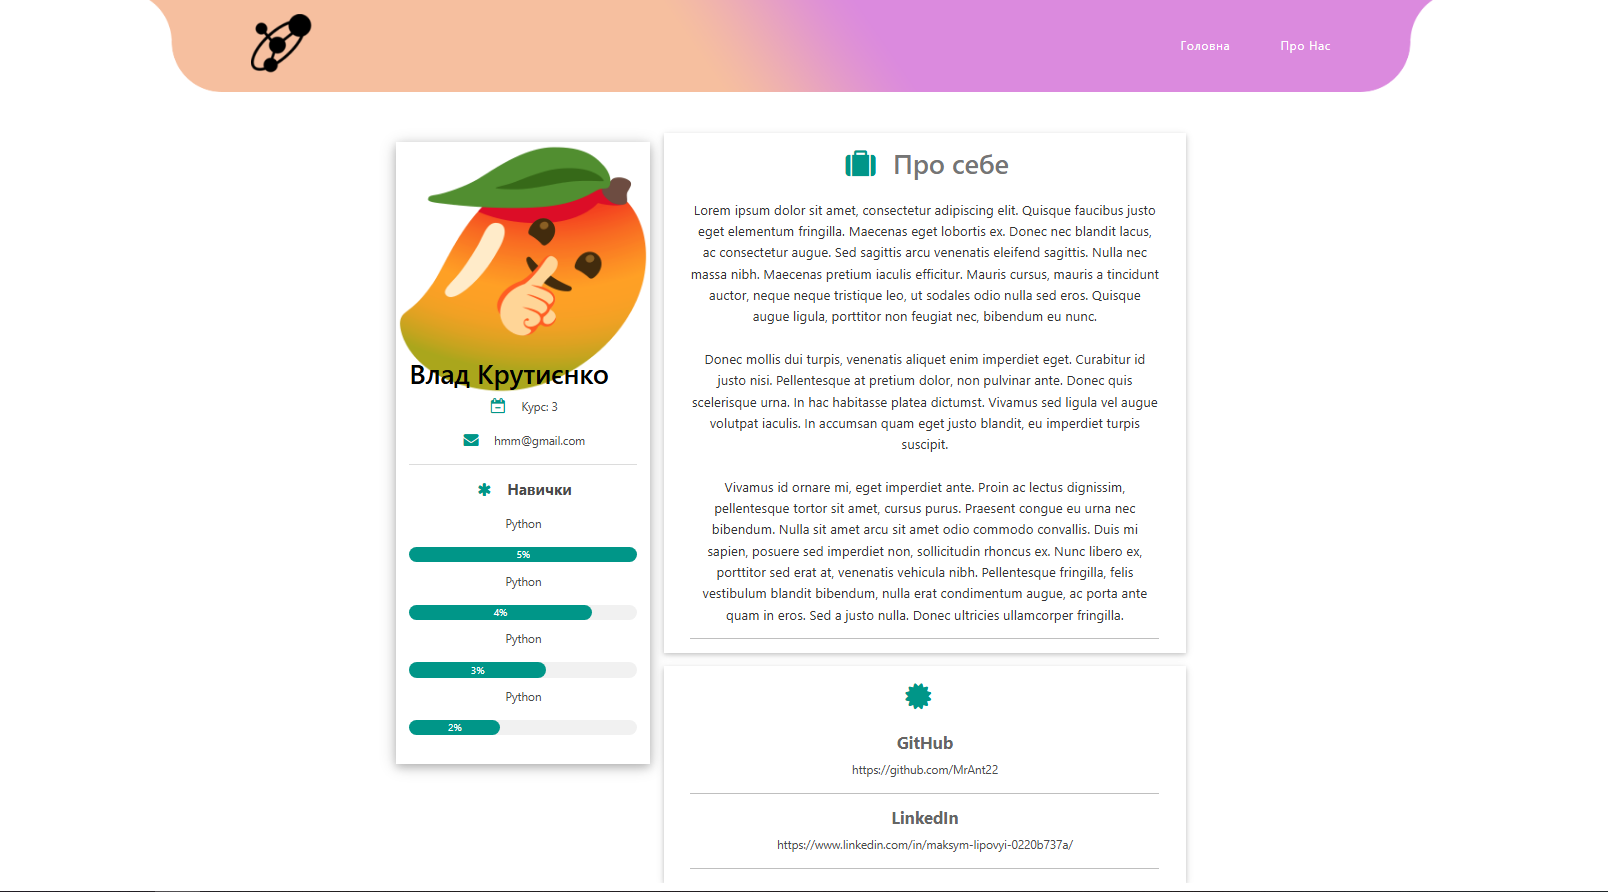 Головна
Про Нас
Влад Крутиєнко
Курс: 3
hmm@gmail.com
Навички
Python
5%
Python
4%
Python
3%
Python
2%
Про себе
Lorem ipsum dolor sit amet, consectetur adipiscing elit. Quisque faucibus justo
eget elementum fringilla. Maecenas eget lobortis ex. Donec nec blandit lacus,
ac consectetur augue. Sed sagittis arcu venenatis eleifend sagittis. Nulla nec
massa nibh. Maecenas pretium iaculis efficitur. Mauris cursus, mauris a tincidunt
auctor, neque neque tristique leo, ut sodales odio nulla sed eros. Quisque
augue ligula, porttitor non feugiat nec, bibendum eu nunc.
Donec mollis dui turpis, venenatis aliquet enim imperdiet eget. Curabitur id
justo nisi. Pellentesque at pretium dolor, non pulvinar ante. Donec quis
scelerisque urna. In hac habitasse platea dictumst. Vivamus sed ligula vel augue
volutpat iaculis. In accumsan quam eget justo blandit, eu imperdiet turpis
suscipit.
Vivamus id ornare mi, eget imperdiet ante. Proin ac lectus dignissim,
pellentesque tortor sit amet, cursus purus. Praesent congue eu urna nec
bibendum. Nulla sit amet arcu sit amet odio commodo convallis. Duis mi
sapien, posuere sed imperdiet non, sollicitudin rhoncus ex. Nunc libero ex,
porttitor sed erat at, venenatis vehicula nibh. Pellentesque fringilla, felis
vestibulum blandit bibendum, nulla erat condimentum augue, ac porta ante
quam in eros. Sed a justo nulla. Donec ultricies ullamcorper fringilla.
GitHub
https://github.com/MrAnt22
LinkedIn
https://www.linkedin.com/in/maksym-lipovyi-0220b737a/